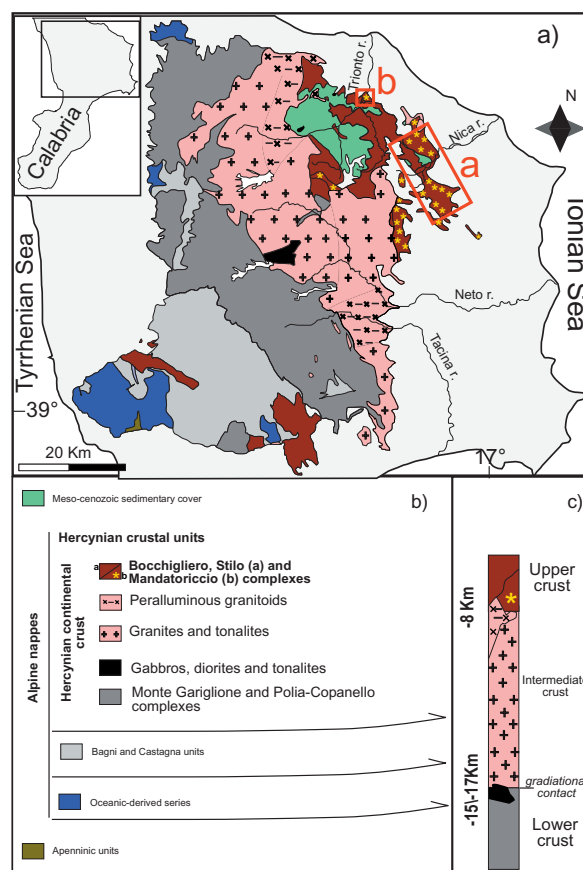 a)
Trionto r.
b
N
Calabria
Nica r.
a
Tyrrhenian Sea
Ionian Sea
Neto r.
Tacina r.
39°
20 Km
17°
b)
c)
Meso-cenozoic sedimentary cover
Hercynian crustal units
Alpine nappes
Hercynian continental crust
a
b
Bocchigliero, Stilo (a) and
Mandatoriccio (b) complexes
Peralluminous granitoids
Granites and tonalites
Gabbros, diorites and tonalites
Monte Gariglione and Polia-Copanello
complexes
Bagni and Castagna units
Oceanic-derived series
Apenninic units
Upper
crust
-8 Km
Intermediate
crust
gradiational
contact
-15\-17Km
Lower
crust